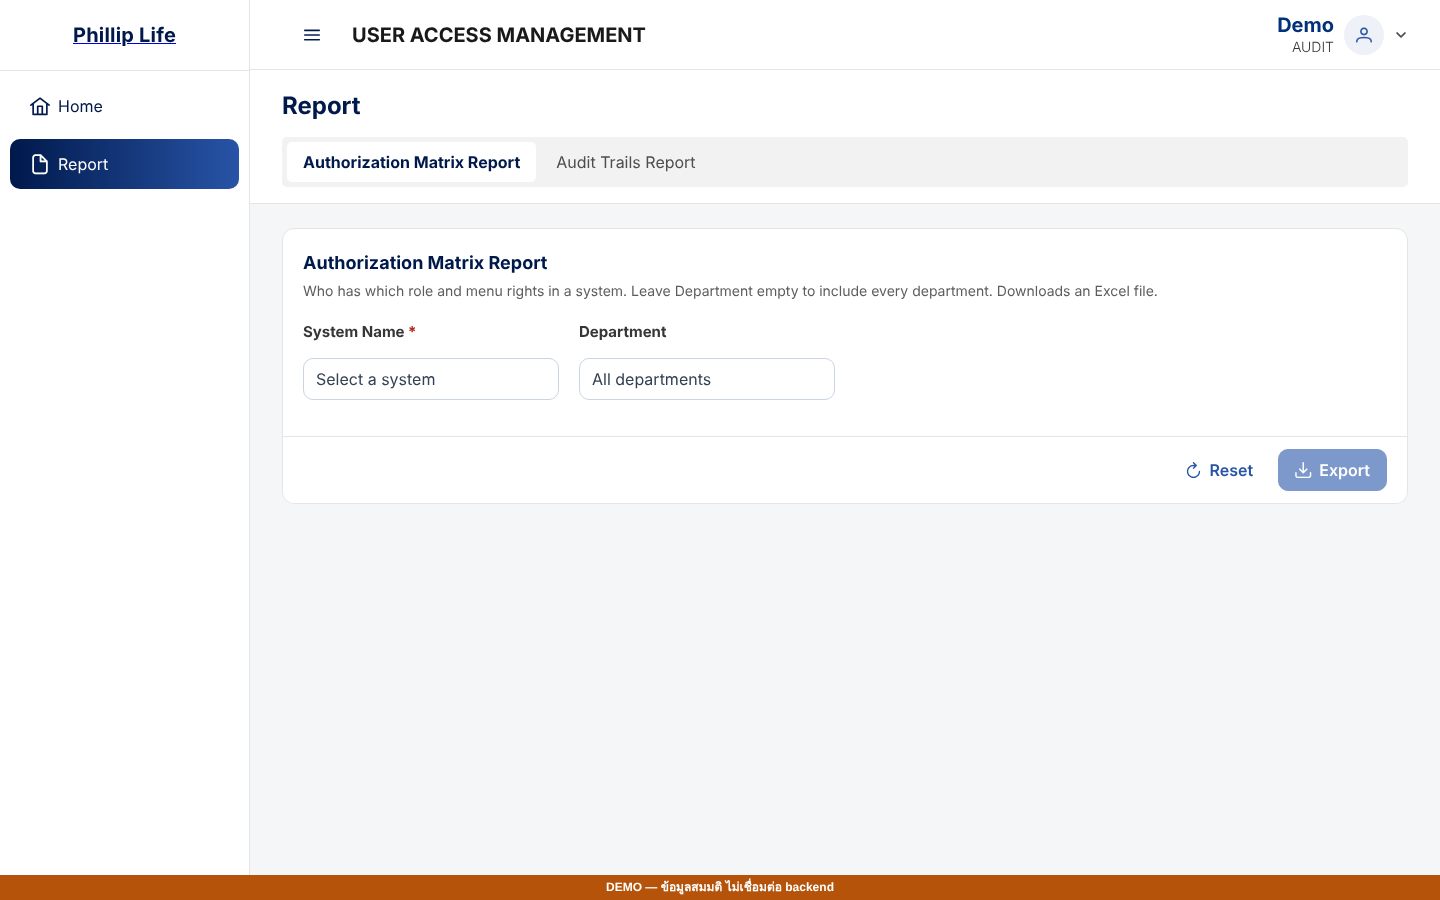 Phillip Life
USER ACCESS MANAGEMENT
Demo
AUDIT
Home
Report
Report
Authorization Matrix Report
Audit Trails Report
Authorization Matrix Report
Who has which role and menu rights in a system. Leave Department empty to include every department. Downloads an Excel file.
System Name *
Department
Select a system
All departments
Reset
Export
DEMO — ข้อมูลสมมติ ไม่เชื่อมต่อ backend